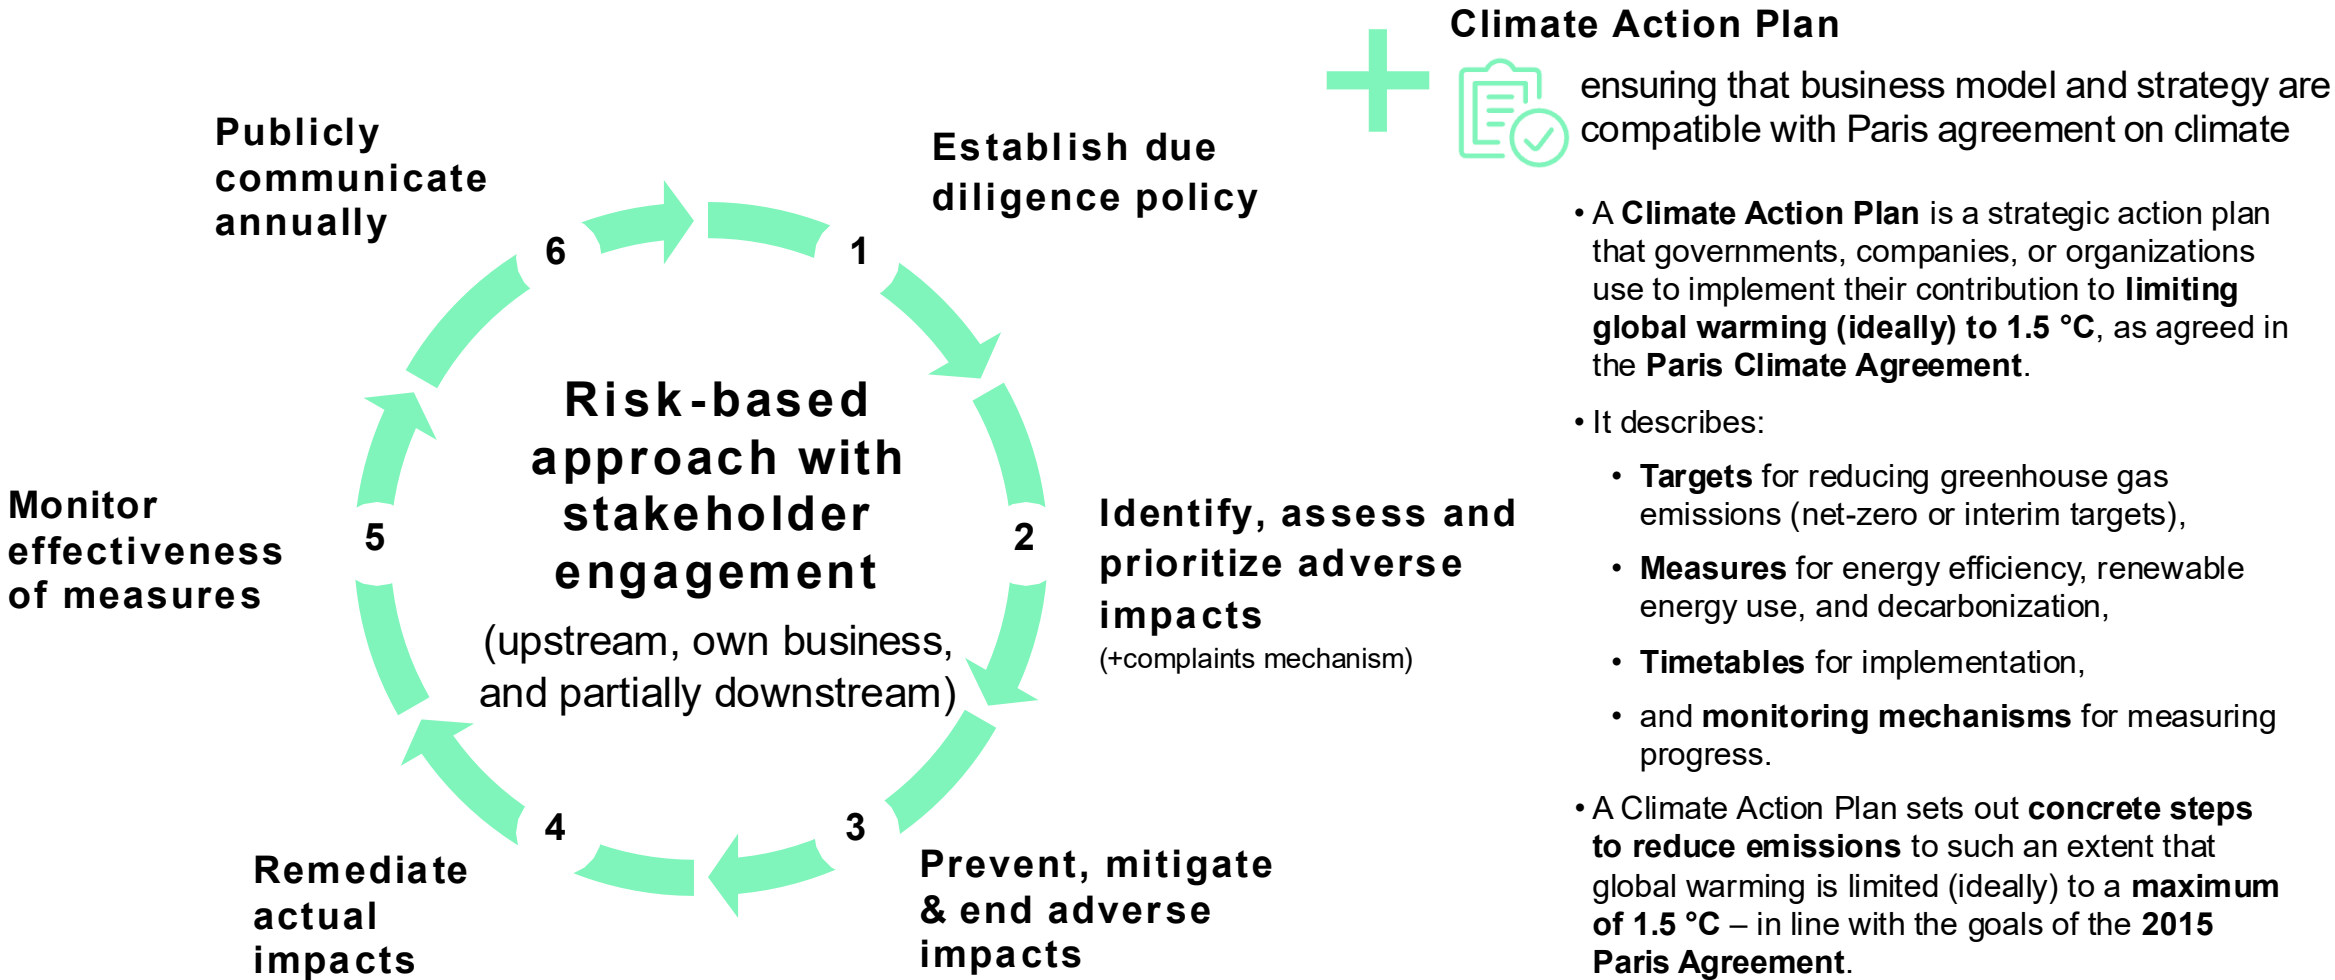 Climate Action Plan
ensuring that business model and strategy are
compatible with Paris agreement on climate
Publicly
communicate
annually
Establish due
diligence policy
6
1
Risk-based
approach with
stakeholder
engagement
(upstream, own business,
and partially downstream)
Monitor
effectiveness
of measures
5
2
Identify, assess and
prioritize adverse
impacts
(+complaints mechanism)
4
3
Remediate
actual
impacts
Prevent, mitigate
& end adverse
impacts
• A Climate Action Plan is a strategic action plan
that governments, companies, or organizations
use to implement their contribution to limiting
global warming (ideally) to 1.5 °C, as agreed in
the Paris Climate Agreement.
• It describes:
• Targets for reducing greenhouse gas
emissions (net-zero or interim targets),
• Measures for energy efficiency, renewable
energy use, and decarbonization,
• Timetables for implementation,
• and monitoring mechanisms for measuring
progress.
• A Climate Action Plan sets out concrete steps
to reduce emissions to such an extent that
global warming is limited (ideally) to a maximum
of 1.5 °C – in line with the goals of the 2015
Paris Agreement.